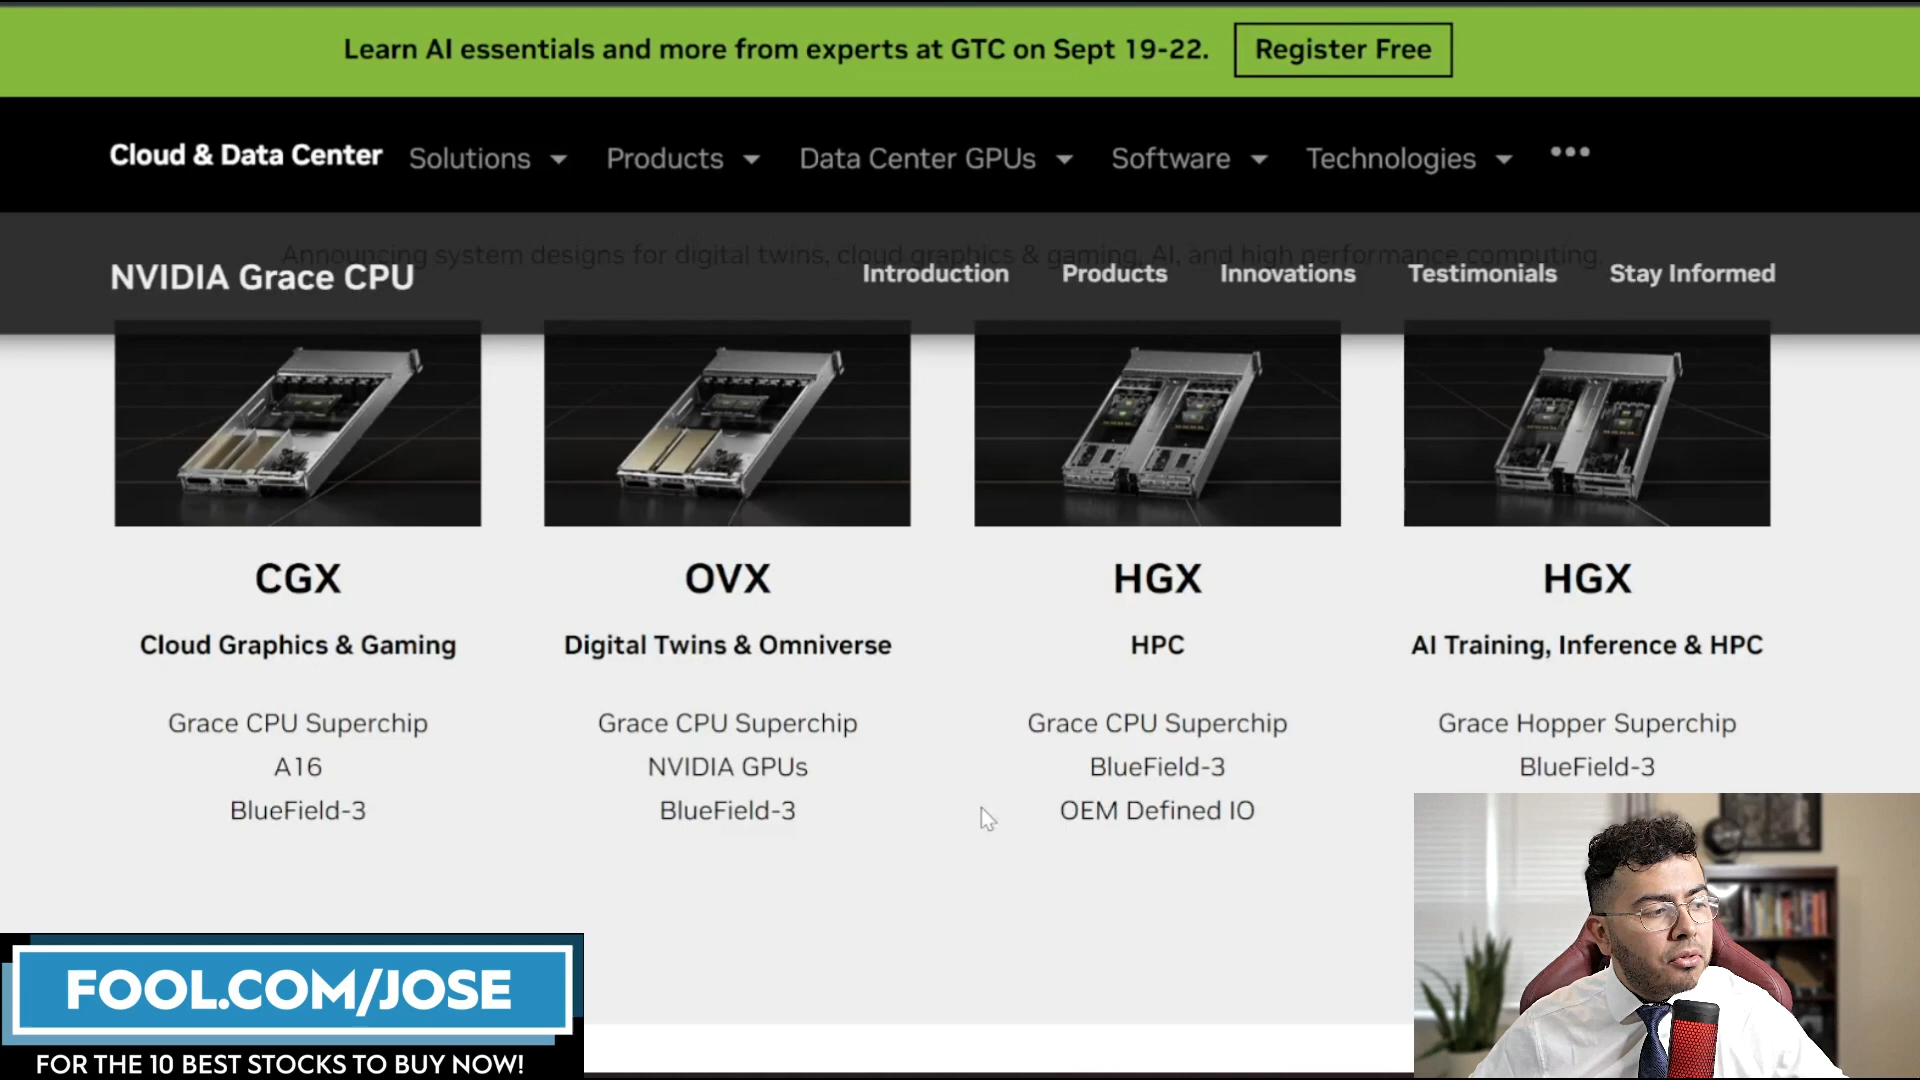 Learn AI essentials and more from experts at GTC on Sept 19-22. Register Free
Cloud & Data Center Solutions Products Data Center GPUs Software Technologies •••
Announcing system designs for digital twins, cloud graphics & gaming, AI, and high performance computing.
NVIDIA Grace CPU Introduction Products Innovations Testimonials Stay Informed
CGX
Cloud Graphics & Gaming
Grace CPU Superchip
A16
BlueField-3
OVX
Digital Twins & Omniverse
Grace CPU Superchip
NVIDIA GPUs
BlueField-3
HGX
HPC
Grace CPU Superchip
BlueField-3
OEM Defined IO
HGX
AI Training, Inference & HPC
Grace Hopper Superchip
BlueField-3
FOOL.COM/JOSE
FOR THE 10 BEST STOCKS TO BUY NOW!